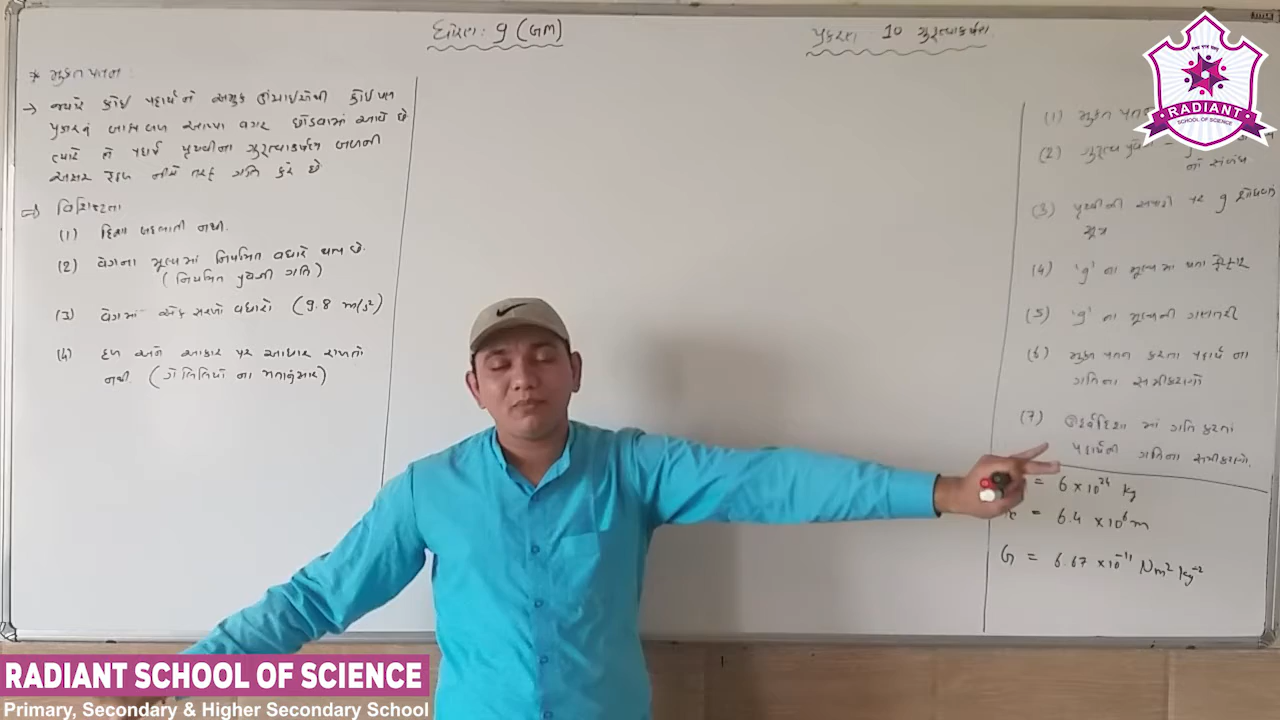 ધોરણ : 9 (GM)
પ્રકરણ : 10 ગુરુત્વાકર્ષણ
* મુક્ત પતન :
→ જ્યારે કોઈ પદાર્થ ને અમુક ઊંચાઈએથી કોઈ પણ
પ્રકારનું બાહ્ય બળ આપ્યા વગર છોડવામાં આવે છે
ત્યારે તે પદાર્થ પૃથ્વીના ગુરુત્વાકર્ષણ બળની
અસર હેઠળ નીચે તરફ ગતિ કરે છે
⇒ વિશિષ્ટતા
(1) દિશા બદલાતી નથી.
(2) વેગના મૂલ્યમાં નિયમિત વધારો થાય છે.
(નિયમિત પ્રવેગી ગતિ)
(3) વેગમાં એક સરખો વધારો (9.8 m/s²)
(4) દળ અને આકાર પર આધાર રાખતો
નથી. (ગેલિલિયો ના મતાનુસાર)
(1) મુક્ત પતન
(2) ગુરુત્વ પ્રવેગ –
નો સંબંધ
(3) પૃથ્વીની સપાટી પર g શોધવાનું
સૂત્ર
(4) 'g' ના મૂલ્યમાં થતા ફેરફાર
(5) 'g' ના મૂલ્યની ગણતરી
(6) મુક્ત પતન કરતા પદાર્થ ના
ગતિના સમીકરણો
(7) ઊર્ધ્વદિશા માં ગતિ કરતાં
પદાર્થની ગતિના સમીકરણો.
= 6 × 10²⁴ kg
= 6.4 × 10⁶ m
G = 6.67 × 10⁻¹¹ Nm² kg⁻²
RADIANT
SCHOOL OF SCIENCE
RADIANT SCHOOL OF SCIENCE
Primary, Secondary & Higher Secondary School